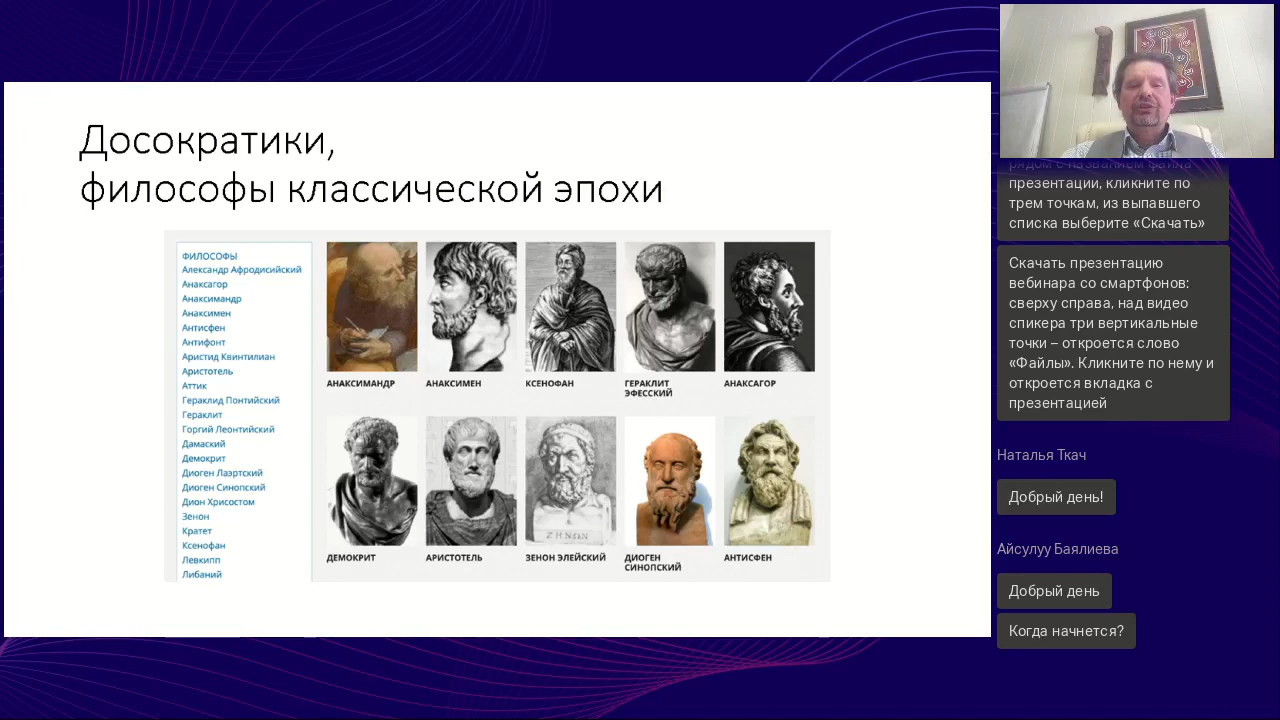 Досократики,
философы классической эпохи
ФИЛОСОФЫ
Александр Афродисийский
Анаксагор
Анаксимандр
Анаксимен
Антисфен
Антифонт
Аристид Квинтилиан
Аристотель
Аттик
Гераклид Понтийский
Гераклит
Горгий Леонтийский
Дамаский
Демокрит
Диоген Лаэртский
Диоген Синопский
Дион Хрисостом
Зенон
Кратет
Ксенофан
Левкипп
Либаний
АНАКСИМАНДР
АНАКСИМЕН
КСЕНОФАН
ГЕРАКЛИТ
ЭФЕССКИЙ
АНАКСАГОР
ΖΗΝΩΝ
ДЕМОКРИТ
АРИСТОТЕЛЬ
ЗЕНОН ЭЛЕЙСКИЙ
ДИОГЕН
СИНОПСКИЙ
АНТИСФЕН
рядом с названием файла
презентации, кликните по
трем точкам, из выпавшего
списка выберите «Скачать»
Скачать презентацию
вебинара со смартфонов:
сверху справа, над видео
спикера три вертикальные
точки – откроется слово
«Файлы». Кликните по нему и
откроется вкладка с
презентацией
Наталья Ткач
Добрый день!
Айсулуу Баялиева
Добрый день
Когда начнется?